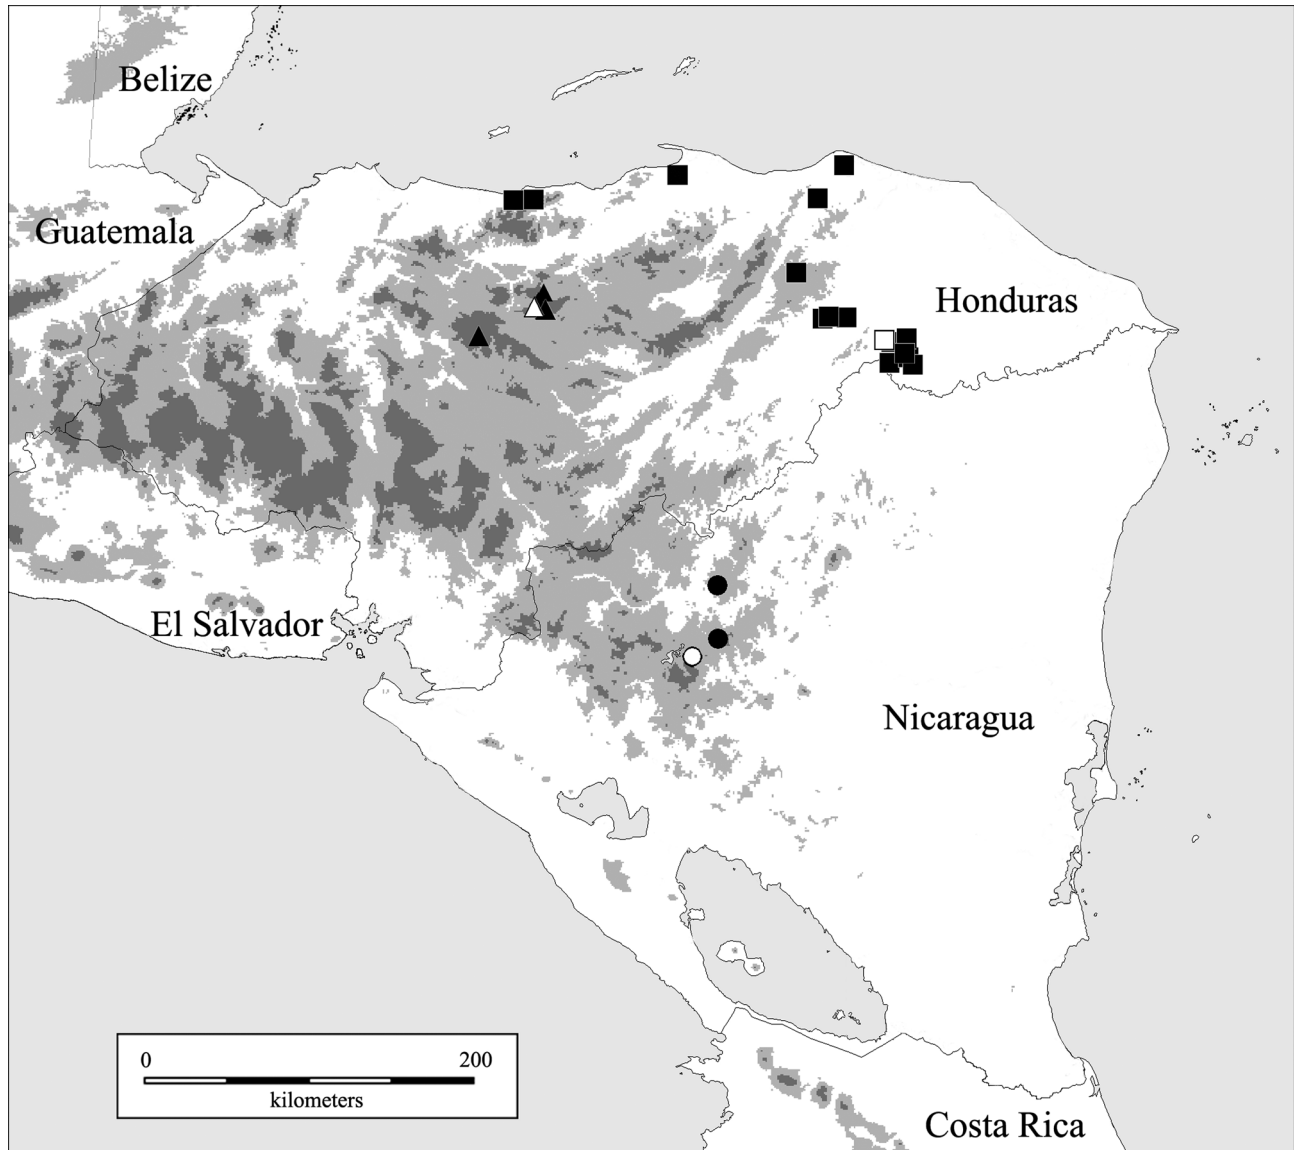 Belize
Guatemala
Honduras
El Salvador
Nicaragua
0 200
kilometers
Costa Rica